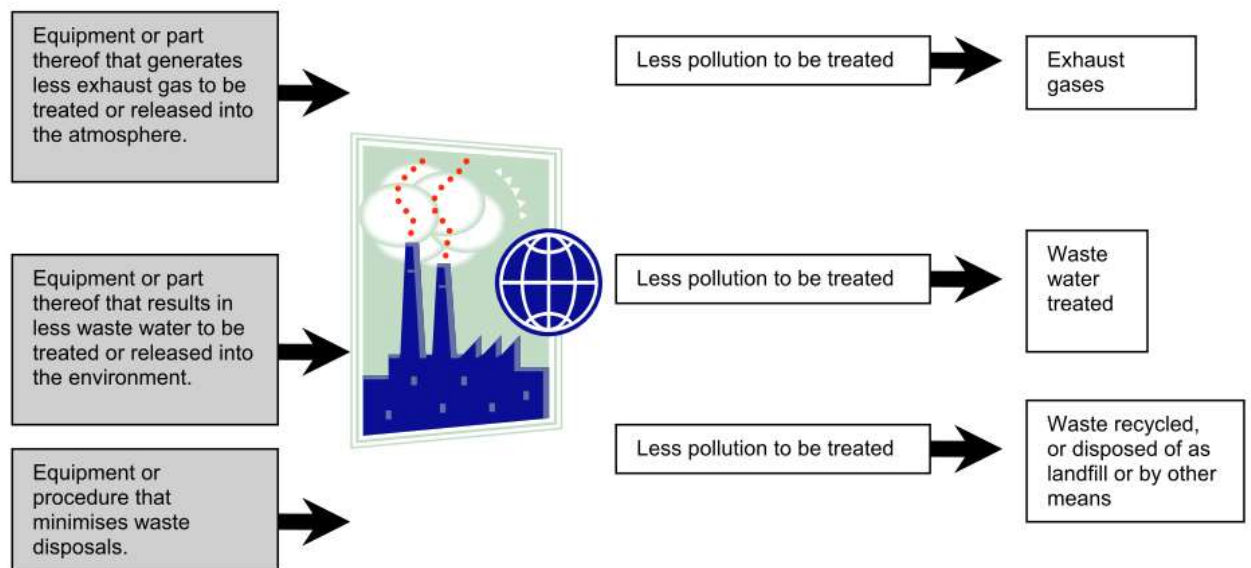 Equipment or part
thereof that generates
less exhaust gas to be
treated or released into
the atmosphere.
Less pollution to be treated
Exhaust
gases
Equipment or part
thereof that results in
less waste water to be
treated or released into
the environment.
Less pollution to be treated
Waste
water
treated
Equipment or
procedure that
minimises waste
disposals.
Less pollution to be treated
Waste recycled,
or disposed of as
landfill or by other
means